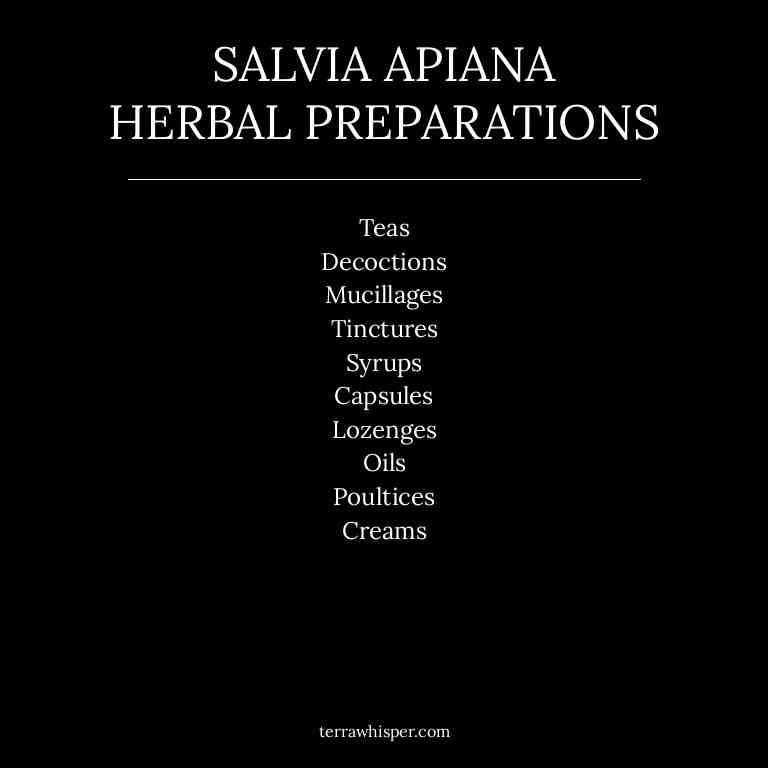 SALVIA APIANA
HERBAL PREPARATIONS
Teas
Decoctions
Mucillages
Tinctures
Syrups
Capsules
Lozenges
Oils
Poultices
Creams
terrawhisper.com